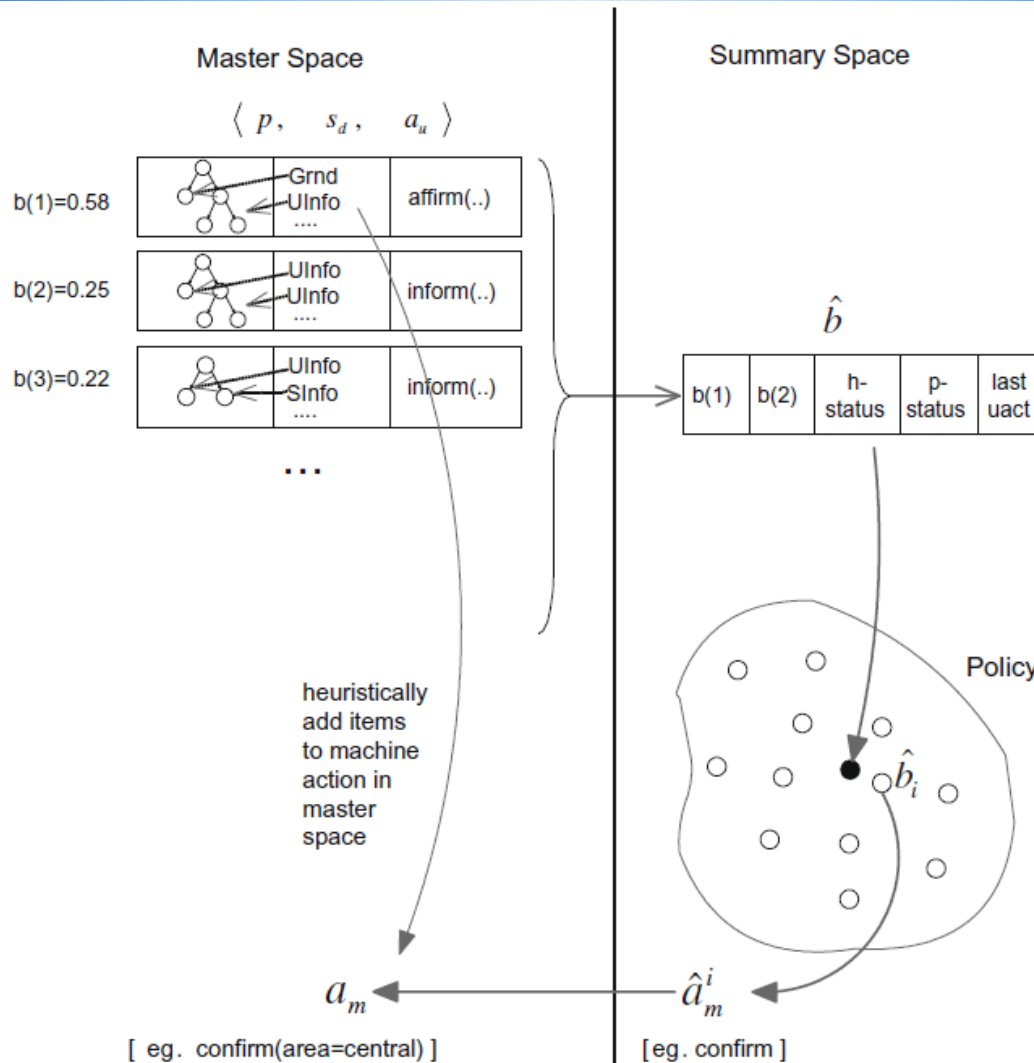 Master Space
Summary Space
⟨ p , s_d , a_u ⟩
b(1)=0.58
Grnd
UInfo
....
affirm(..)
b(2)=0.25
UInfo
UInfo
....
inform(..)
b(3)=0.22
UInfo
SInfo
....
inform(..)
...
b̂
b(1)
b(2)
h-
status
p-
status
last
uact
Policy
b̂_i
heuristically
add items
to machine
action in
master
space
a_m
â_m^i
[ eg. confirm(area=central) ]
[ eg. confirm ]